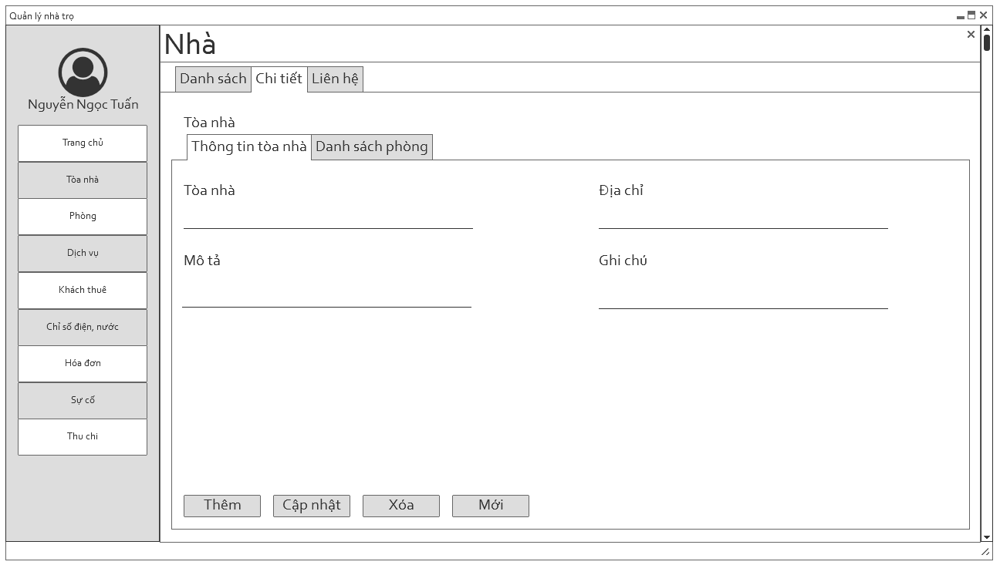 Quản lý nhà trọ
Nguyễn Ngọc Tuấn
Trang chủ
Tòa nhà
Phòng
Dịch vụ
Khách thuê
Chỉ số điện, nước
Hóa đơn
Sự cố
Thu chi
Nhà
Danh sách Chi tiết Liên hệ
Tòa nhà
Thông tin tòa nhà Danh sách phòng
Tòa nhà Địa chỉ
Mô tả Ghi chú
Thêm Cập nhật Xóa Mới